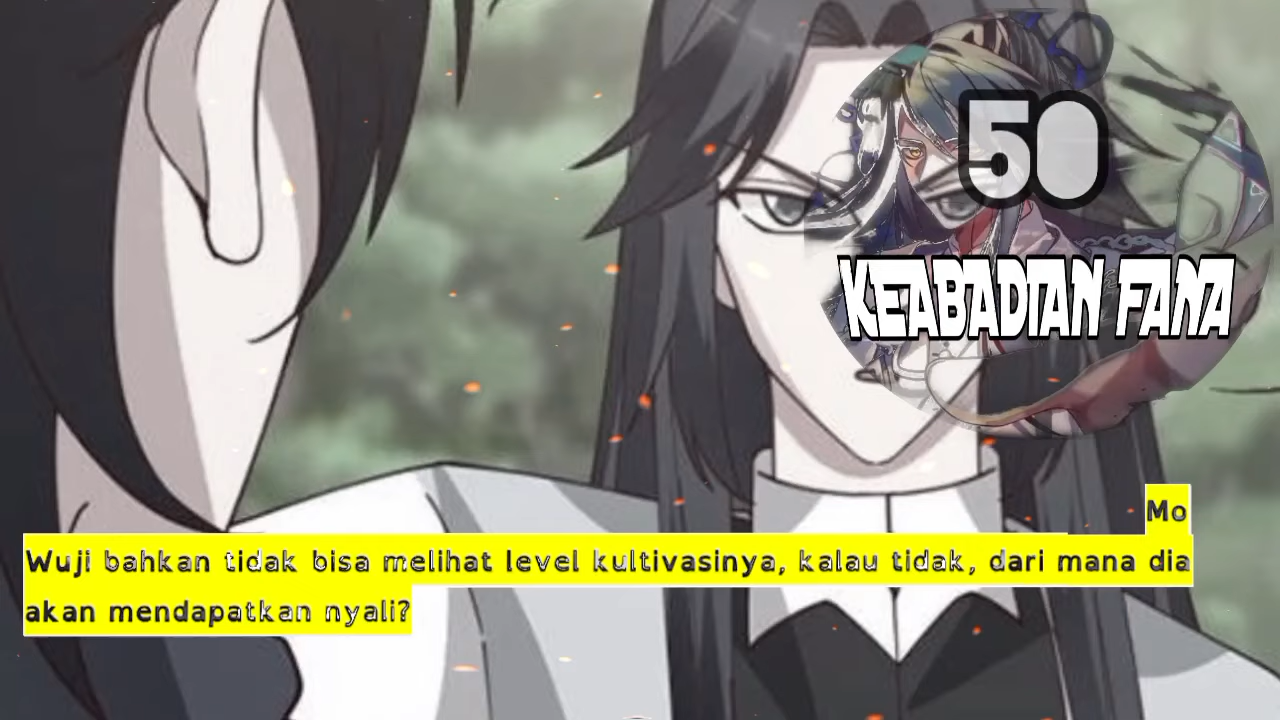 50
KEABADIAN FANA
Mo
Wuji bahkan tidak bisa melihat level kultivasinya, kalau tidak, dari mana dia
akan mendapatkan nyali?